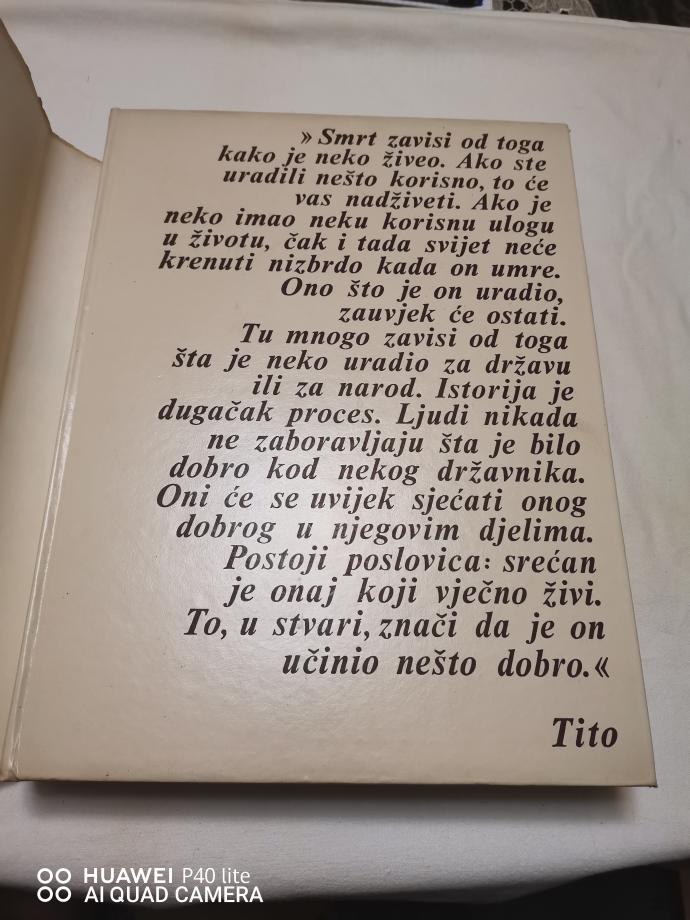 » Smrt zavisi od toga
kako je neko živeo. Ako ste
uradili nešto korisno, to će
vas nadživeti. Ako je
neko imao neku korisnu ulogu
u životu, čak i tada svijet neće
krenuti nizbrdo kada on umre.
Ono što je on uradio,
zauvjek će ostati.
Tu mnogo zavisi od toga
šta je neko uradio za državu
ili za narod. Istorija je
dugačak proces. Ljudi nikada
ne zaboravljaju šta je bilo
dobro kod nekog državnika.
Oni će se uvijek sjećati onog
dobrog u njegovim djelima.
Postoji poslovica: srećan
je onaj koji vječno živi.
To, u stvari, znači da je on
učinio nešto dobro.«
Tito
HUAWEI P40 lite
AI QUAD CAMERA